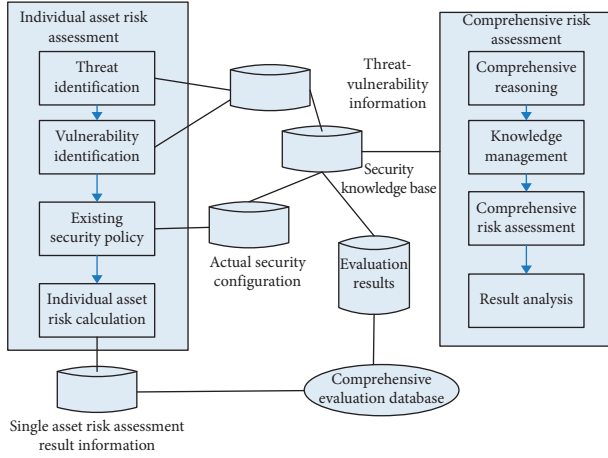 Individual asset risk
assessment
Threat
identification
Vulnerability
identification
Existing
security policy
Individual asset
risk calculation
Single asset risk assessment
result information
Threat-
vulnerability
information
Security
knowledge base
Actual security
configuration
Evaluation
results
Comprehensive
evaluation database
Comprehensive risk
assessment
Comprehensive
reasoning
Knowledge
management
Comprehensive
risk assessment
Result analysis